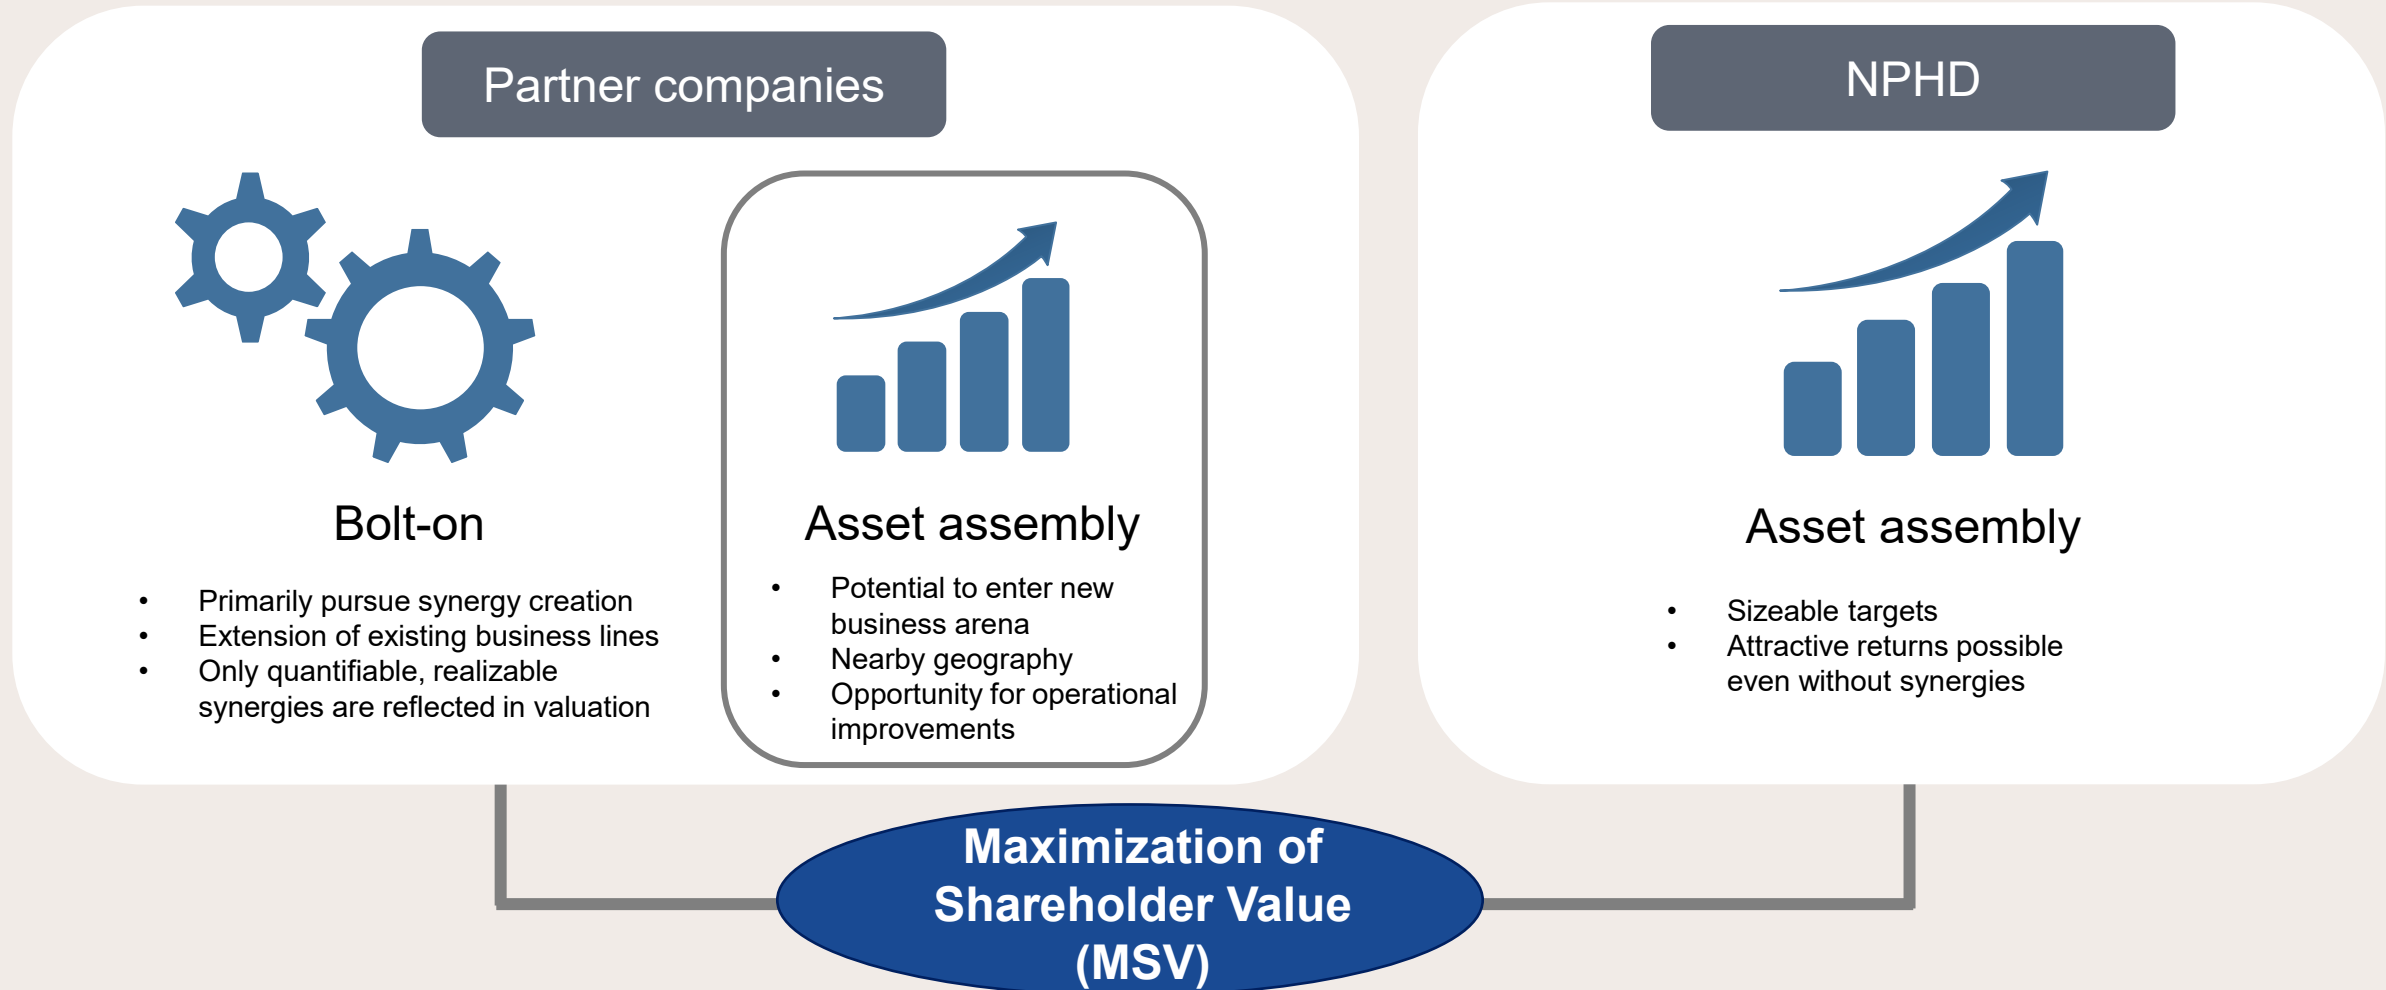 Partner companies
Bolt-on
• Primarily pursue synergy creation
• Extension of existing business lines
• Only quantifiable, realizable
synergies are reflected in valuation
Asset assembly
• Potential to enter new
business arena
• Nearby geography
• Opportunity for operational
improvements
NPHD
Asset assembly
• Sizeable targets
• Attractive returns possible
even without synergies
Maximization of
Shareholder Value
(MSV)